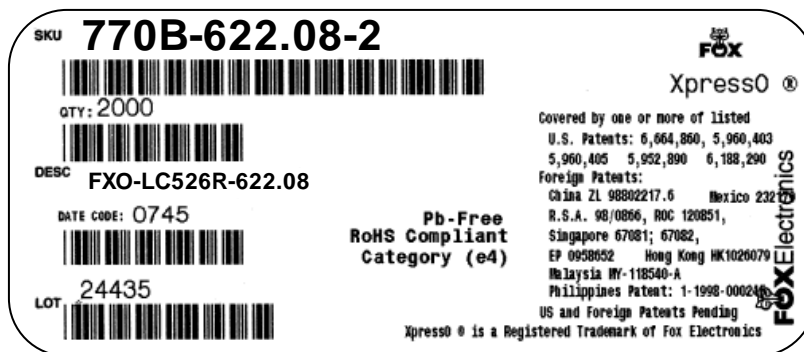 SKU 770B-622.08-2
FOX
XpressO ®
QTY: 2000
DESC FXO-LC526R-622.08
DATE CODE: 0745
LOT 24435
Pb-Free
RoHS Compliant
Category (e4)
Covered by one or more of listed
U.S. Patents: 6,664,860, 5,960,403
5,960,405 5,952,890 6,188,290
Foreign Patents:
China ZL 98802217.6 Mexico
R.S.A. 98/0866, ROC 120851,
Singapore 67081; 67082,
EP 0958652 Hong Kong HK1026079
Malaysia MY-118540-A
Philippines Patent:
US and Foreign Patents Pending
XpressO ® is a Registered Trademark of Fox Electronics
FOXElectronics